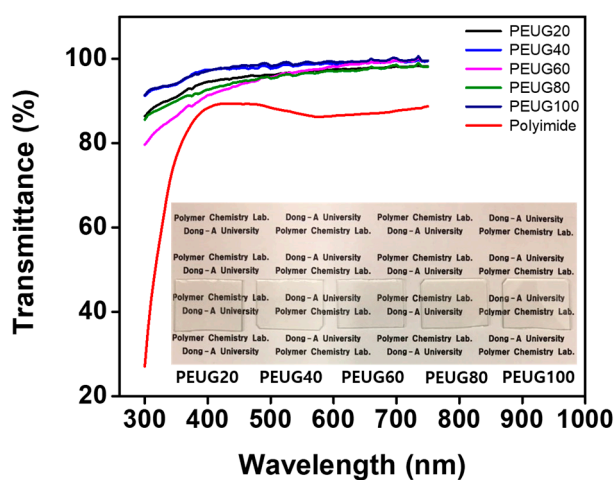 PEUG20
PEUG40
PEUG60
PEUG80
PEUG100
Polyimide
Transmittance (%)
100
80
60
40
20
Polymer Chemistry Lab. Dong-A University Polymer Chemistry Lab. Dong-A University
Dong-A University Polymer Chemistry Lab. Dong-A University Polymer Chemistry Lab.
Polymer Chemistry Lab. Dong-A University Polymer Chemistry Lab. Dong-A University
Dong-A University Polymer Chemistry Lab. Dong-A University Polymer Chemistry Lab.
Polymer Chemistry Lab. Dong-A University Polymer Chemistry Lab. Dong-A University
Dong-A University Polymer Chemistry Lab. Dong-A University Polymer Chemistry Lab.
Polymer Chemistry Lab. Dong-A University Polymer Chemistry Lab. Dong-A University
Dong-A University Polymer Chemistry Lab. Dong-A University Polymer Chemistry Lab.
PEUG20 PEUG40 PEUG60 PEUG80 PEUG100
300 400 500 600 700 800 900 1000
Wavelength (nm)